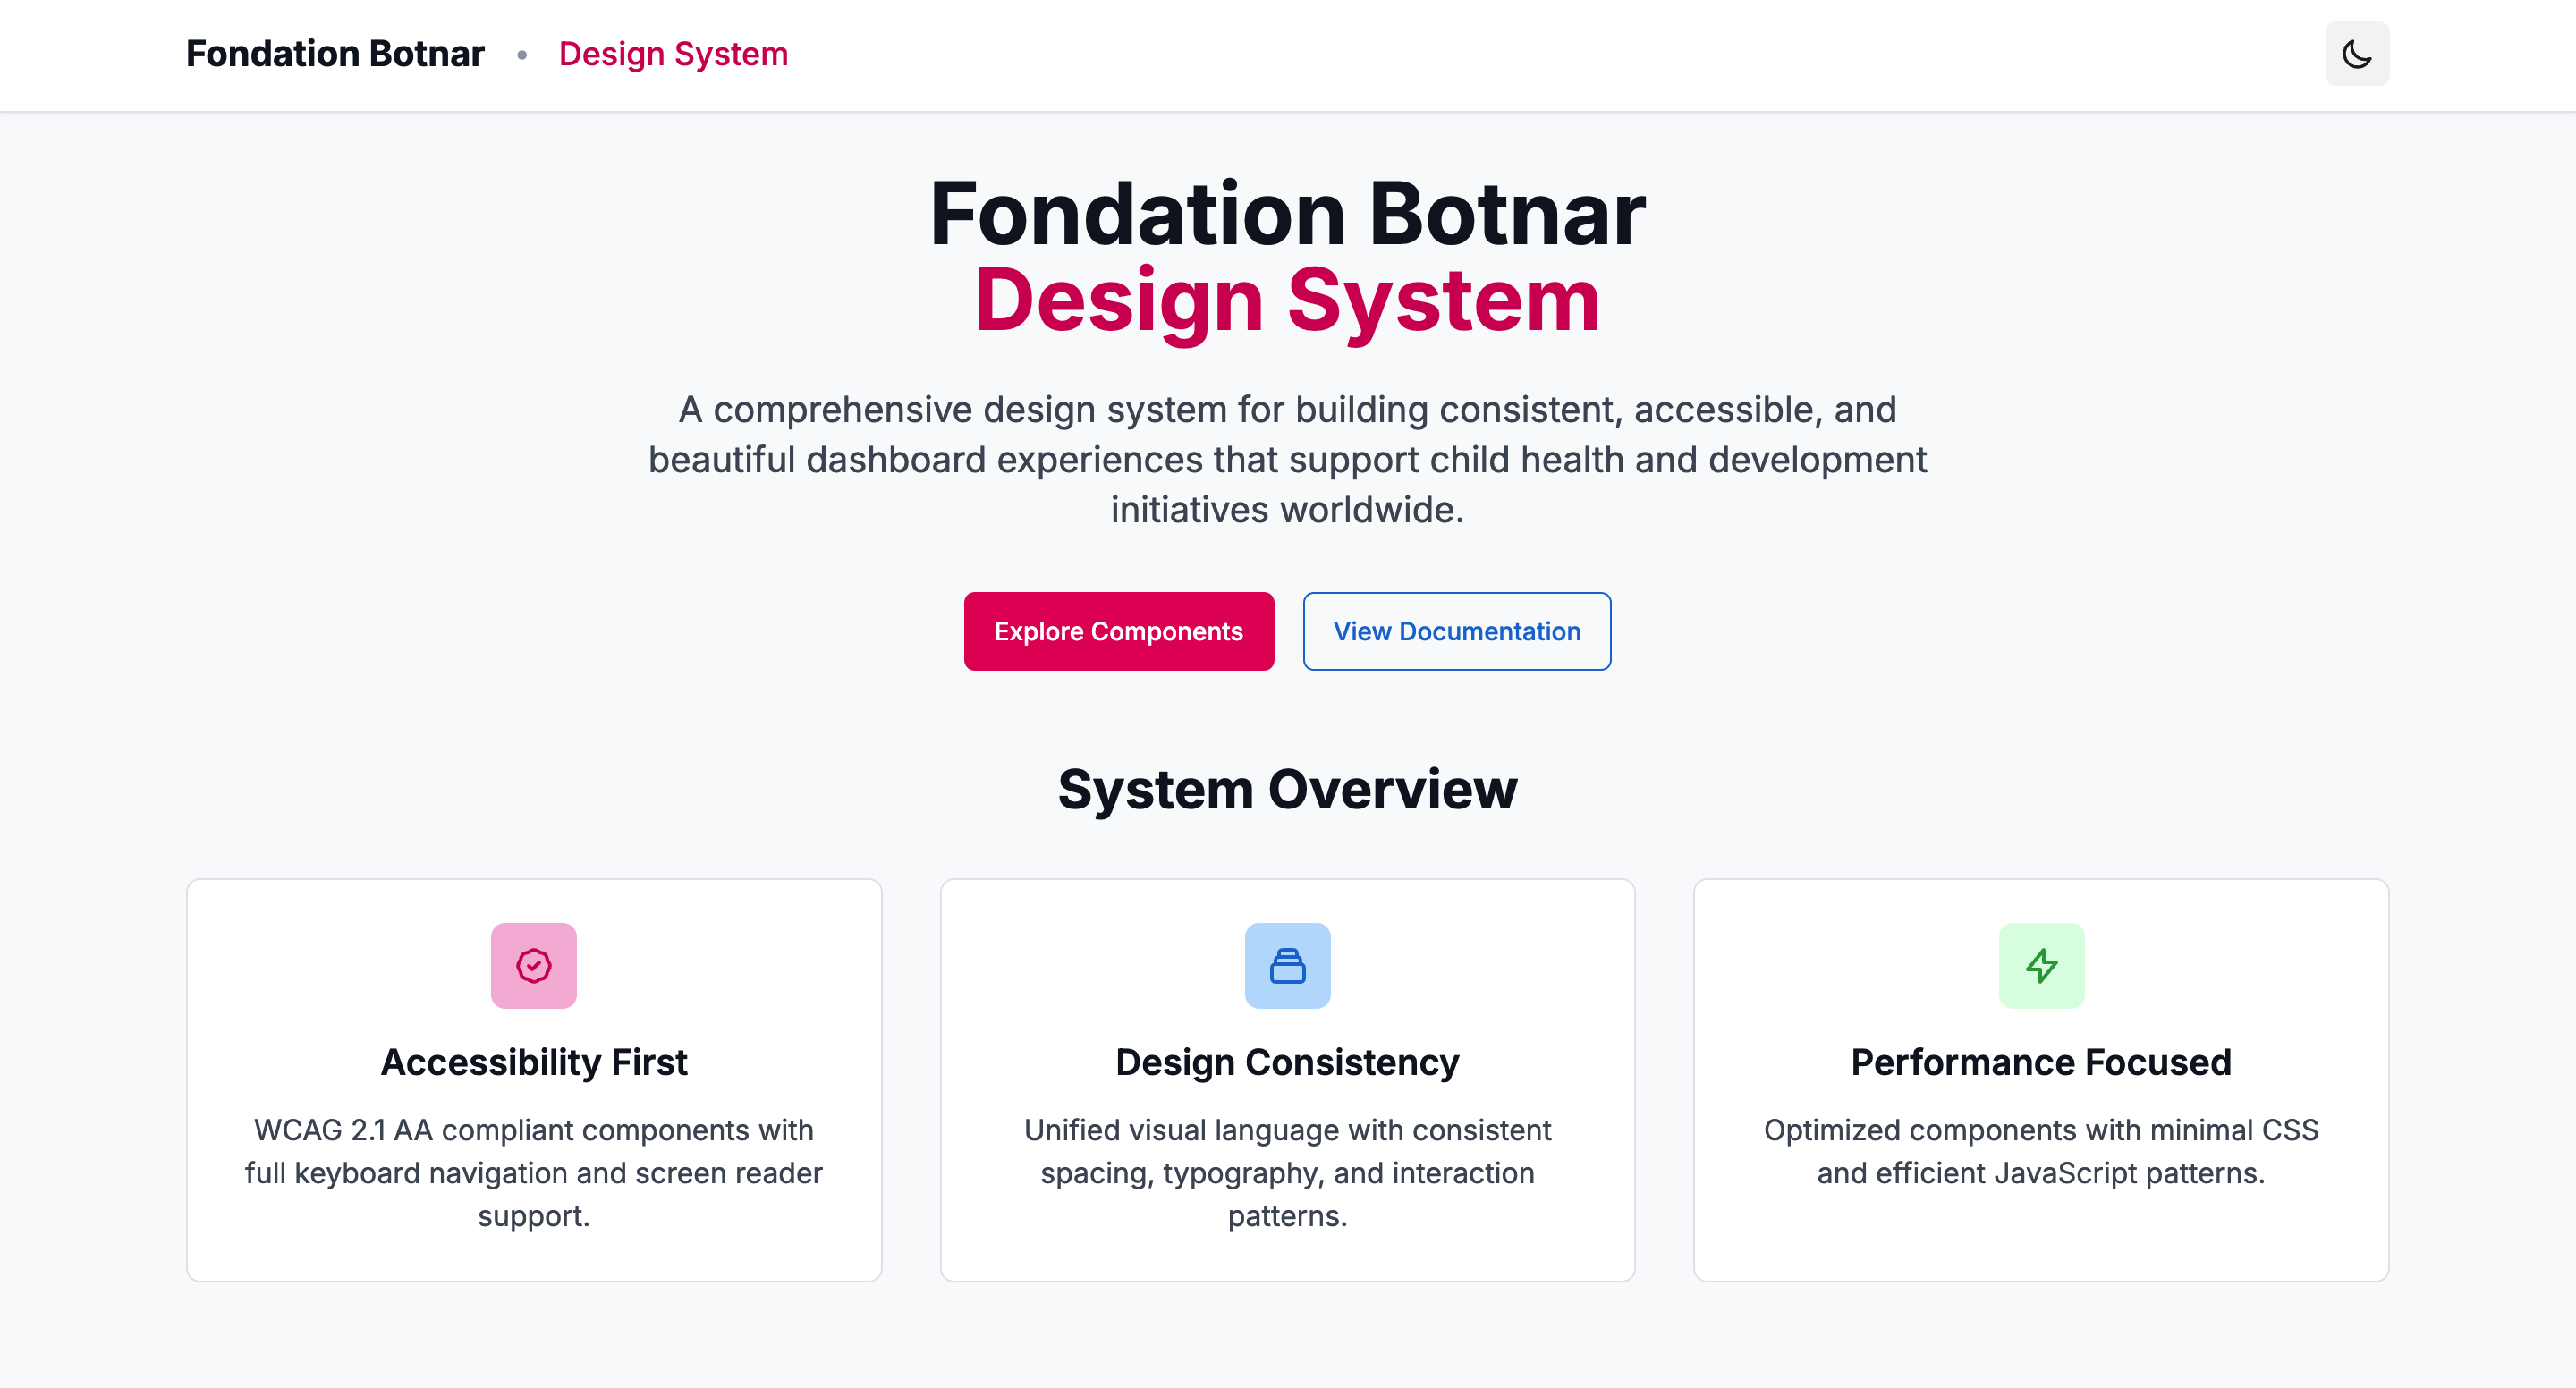 Fondation Botnar • Design System
Fondation Botnar
Design System
A comprehensive design system for building consistent, accessible, and
beautiful dashboard experiences that support child health and development
initiatives worldwide.
Explore Components
View Documentation
System Overview
Accessibility First
WCAG 2.1 AA compliant components with
full keyboard navigation and screen reader
support.
Design Consistency
Unified visual language with consistent
spacing, typography, and interaction
patterns.
Performance Focused
Optimized components with minimal CSS
and efficient JavaScript patterns.